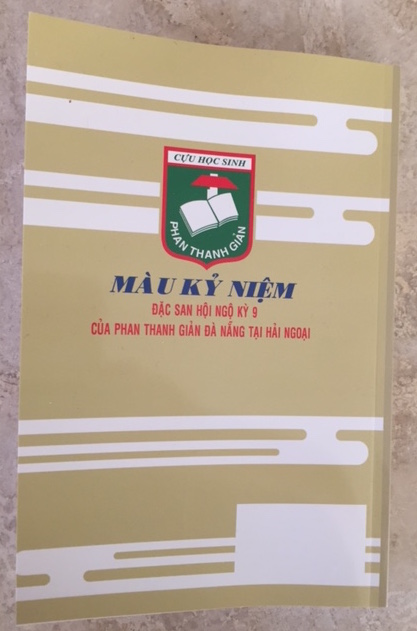 CỰU HỌC SINH
PHAN THANH GIẢN
MÀU KỶ NIỆM
ĐẶC SAN HỘI NGỘ KỲ 9
CỦA PHAN THANH GIẢN ĐÀ NẴNG TẠI HẢI NGOẠI